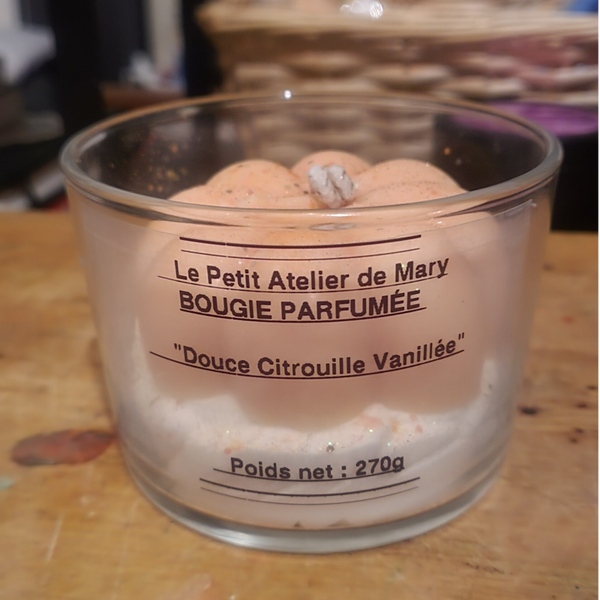 Le Petit Atelier de Mary
BOUGIE PARFUMÉE
"Douce Citrouille Vanillée"
Poids net : 270g